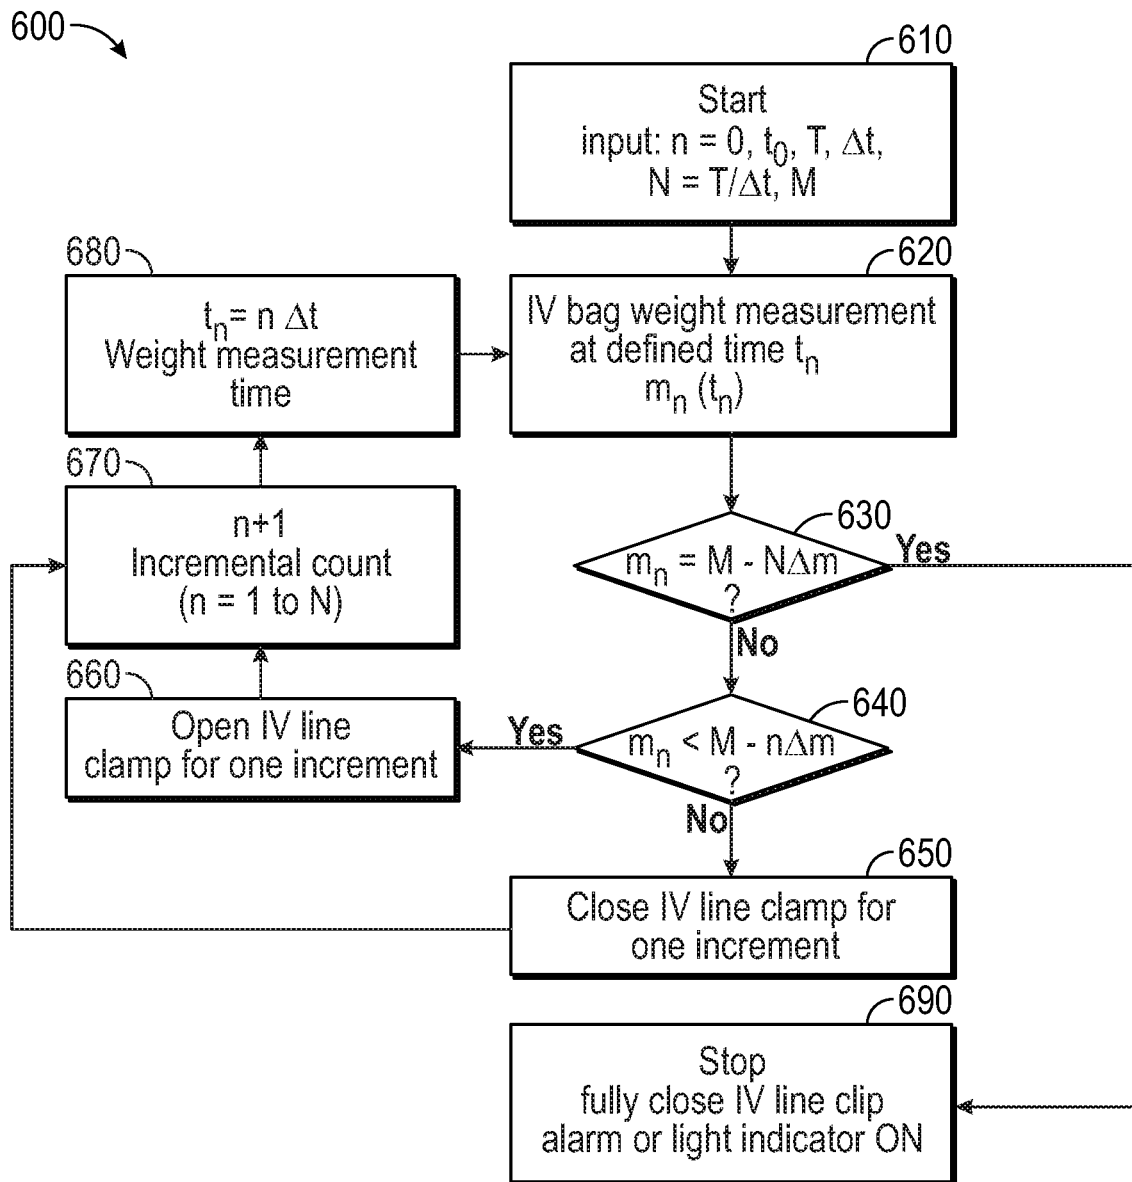 600
610
Start
input: n = 0, t₀, T, Δt,
N = T/Δt, M
620
IV bag weight measurement
at defined time tₙ
mₙ (tₙ)
630
mₙ = M - NΔm
?
Yes
No
640
mₙ < M - nΔm
?
Yes
No
650
Close IV line clamp for
one increment
660
Open IV line
clamp for one increment
670
n+1
Incremental count
(n = 1 to N)
680
tₙ= n Δt
Weight measurement
time
690
Stop
fully close IV line clip
alarm or light indicator ON